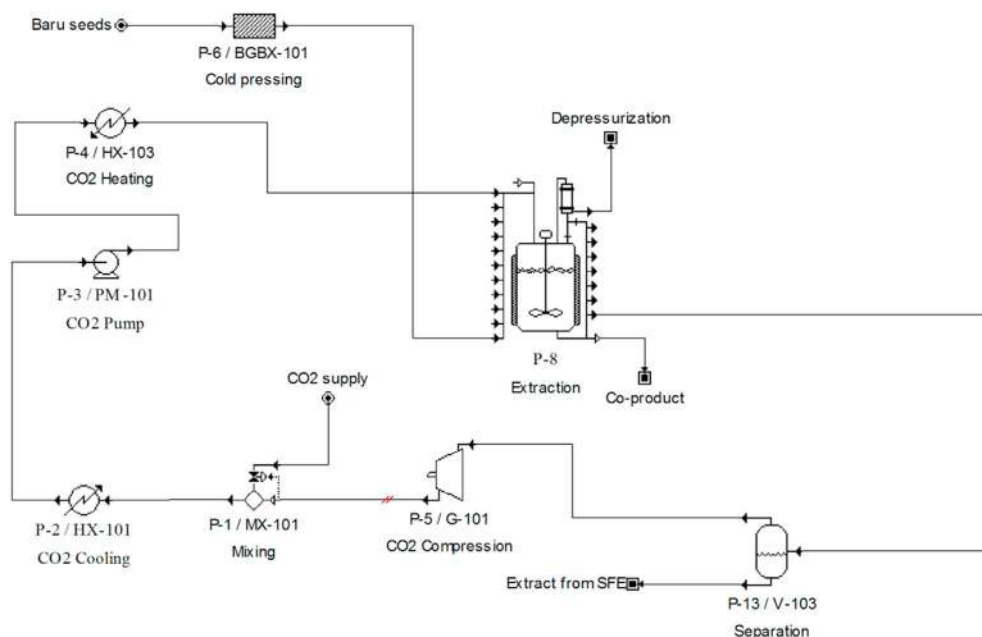 Baru seeds
P-6 / BGBX-101
Cold pressing
P-4 / HX-103
CO2 Heating
Depressurization
P-3 / PM -101
CO2 Pump
P-8
Extraction
CO2 supply
Co-product
P-2 / HX-101
CO2 Cooling
P-1 / MX-101
Mixing
P-5 / G-101
CO2 Compression
Extract from SFE
P-13 / V-103
Separation